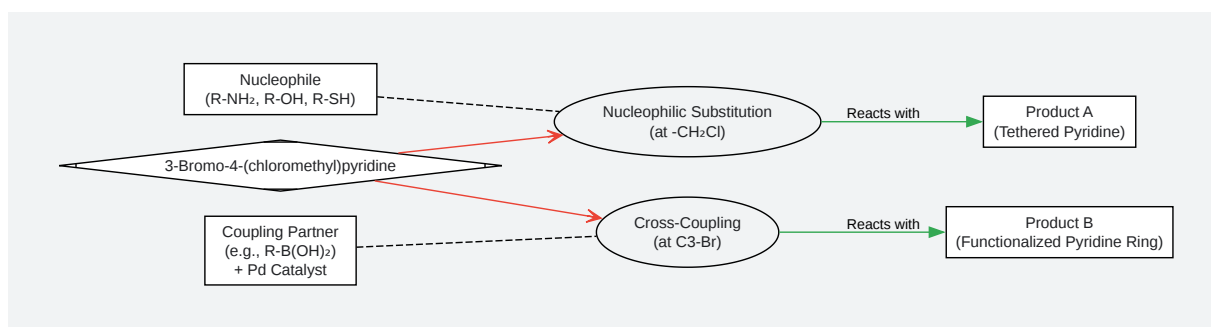 Nucleophile
(R-NH₂, R-OH, R-SH)
Nucleophilic Substitution
(at -CH₂Cl)
Reacts with
Product A
(Tethered Pyridine)
3-Bromo-4-(chloromethyl)pyridine
Coupling Partner
(e.g., R-B(OH)₂)
+ Pd Catalyst
Cross-Coupling
(at C3-Br)
Reacts with
Product B
(Functionalized Pyridine Ring)